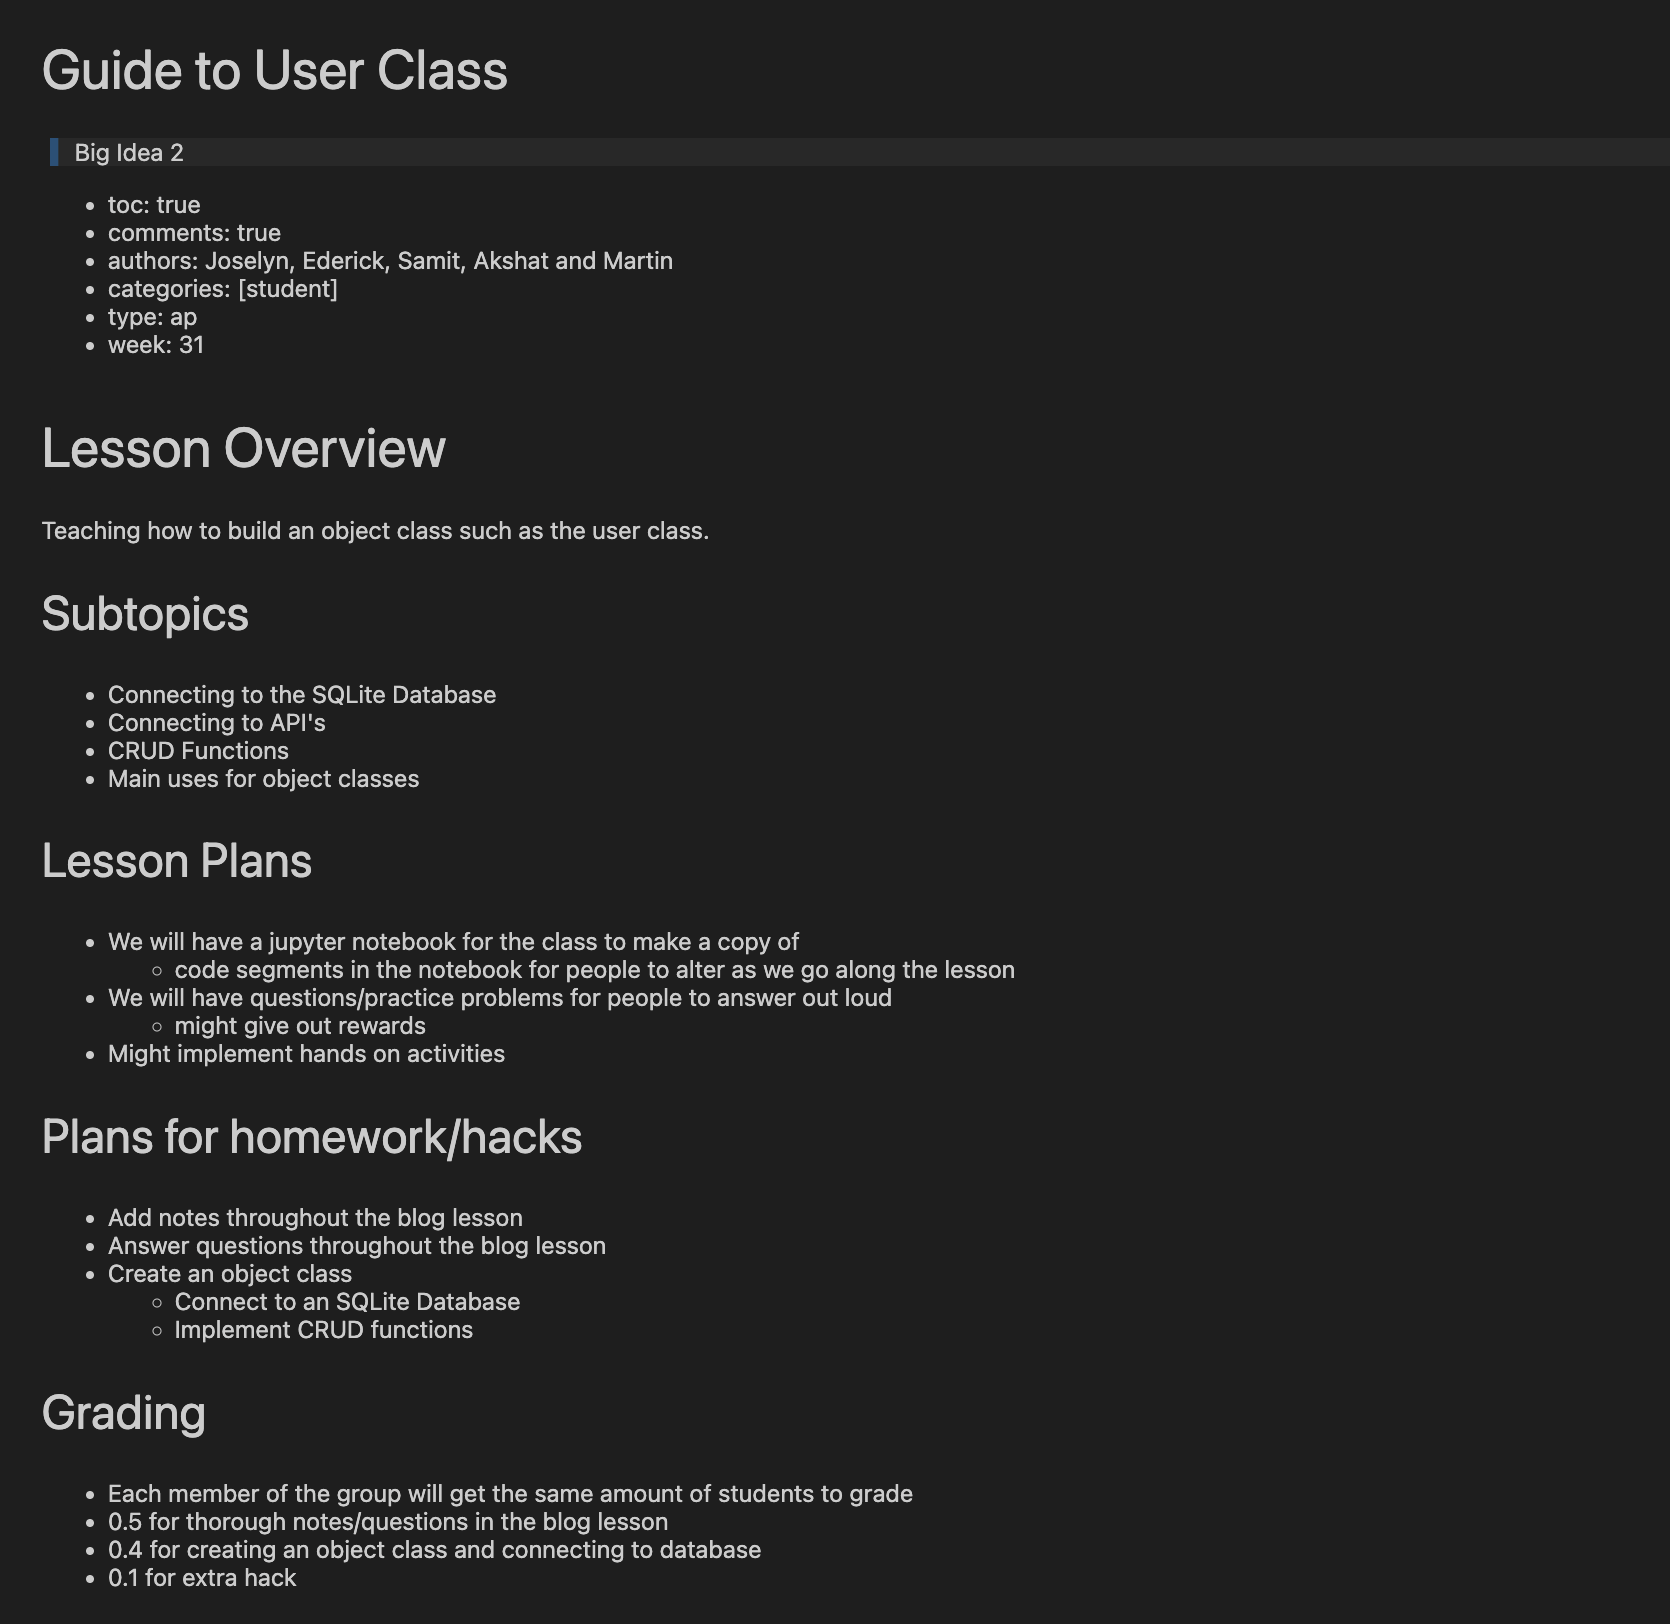 Guide to User Class
Big Idea 2
toc: true
comments: true
authors: Joselyn, Ederick, Samit, Akshat and Martin
categories: [student]
type: ap
week: 31
Lesson Overview
Teaching how to build an object class such as the user class.
Subtopics
Connecting to the SQLite Database
Connecting to API's
CRUD Functions
Main uses for object classes
Lesson Plans
We will have a jupyter notebook for the class to make a copy of
code segments in the notebook for people to alter as we go along the lesson
We will have questions/practice problems for people to answer out loud
might give out rewards
Might implement hands on activities
Plans for homework/hacks
Add notes throughout the blog lesson
Answer questions throughout the blog lesson
Create an object class
Connect to an SQLite Database
Implement CRUD functions
Grading
Each member of the group will get the same amount of students to grade
0.5 for thorough notes/questions in the blog lesson
0.4 for creating an object class and connecting to database
0.1 for extra hack